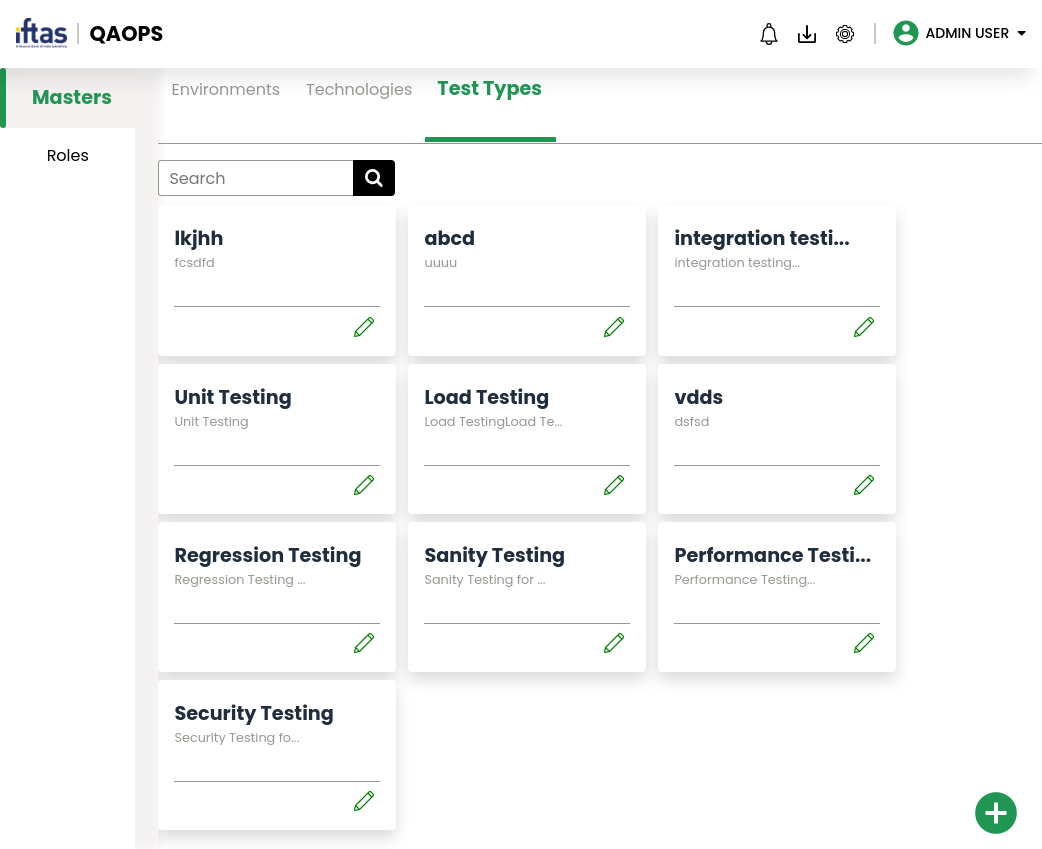 iftas
QAOPS
ADMIN USER
Masters
Roles
Environments
Technologies
Test Types
Search
lkjhh
fcsdfd
abcd
uuuu
integration testi...
integration testing...
Unit Testing
Unit Testing
Load Testing
Load TestingLoad Te...
vdds
dsfsd
Regression Testing
Regression Testing ...
Sanity Testing
Sanity Testing for ...
Performance Testi...
Performance Testing...
Security Testing
Security Testing fo...